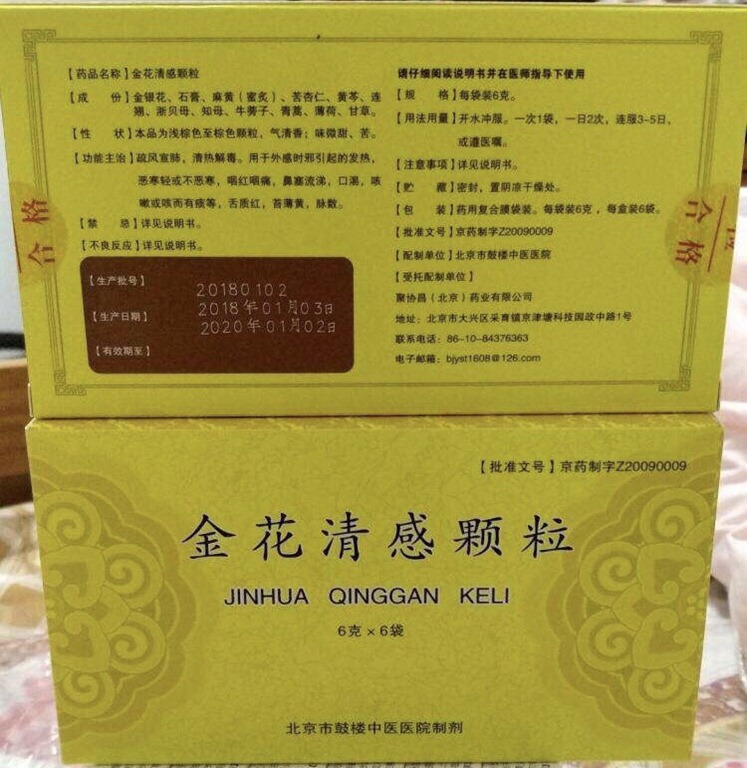 【药品名称】金花清感颗粒
【成 份】金银花、石膏、麻黄（蜜炙）、苦杏仁、黄芩、连
翘、浙贝母、知母、牛蒡子、青蒿、薄荷、甘草。
【性 状】本品为浅棕色至棕色颗粒，气清香；味微甜、苦。
【功能主治】疏风宣肺，清热解毒。用于外感时邪引起的发热，
恶寒轻或不恶寒，咽红咽痛，鼻塞流涕，口渴，咳
嗽或咳而有痰等，舌质红，苔薄黄，脉数。
【禁 忌】详见说明书。
【不良反应】详见说明书。
【生产批号】
20180102
【生产日期】
2018年01月03日
【有效期至】
2020年01月02日
请仔细阅读说明书并在医师指导下使用
【规 格】每袋装6克。
【用法用量】开水冲服。一次1袋，一日2次，连服3~5日，
或遵医嘱。
【注意事项】详见说明书。
【贮 藏】密封，置阴凉干燥处。
【包 装】药用复合膜袋装。每袋装6克，每盒装6袋。
【批准文号】京药制字Z20090009
【配制单位】北京市鼓楼中医医院
【受托配制单位】
聚协昌（北京）药业有限公司
地址：北京市大兴区采育镇京津塘科技园政中路1号
联系电话：86-10-84376363
电子邮箱：bjyst1608@126.com
合格
合格
【批准文号】京药制字Z20090009
金花清感颗粒
JINHUA QINGGAN KELI
6克×6袋
北京市鼓楼中医医院制剂